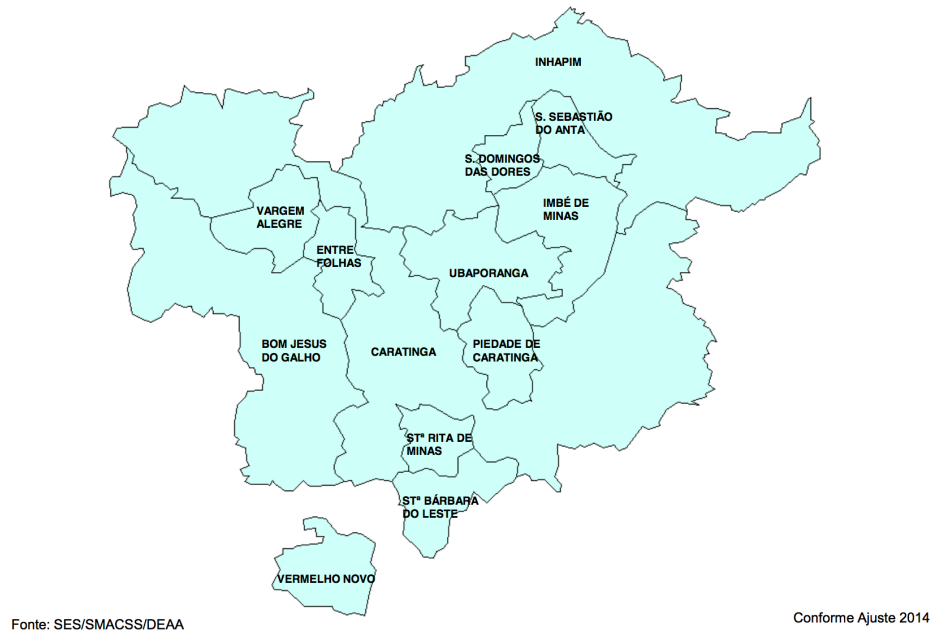 INHAPIM
S. SEBASTIÃO
DO ANTA
S. DOMINGOS
DAS DORES
IMBÉ DE
MINAS
VARGEM
ALEGRE
ENTRE
FOLHAS
UBAPORANGA
BOM JESUS
DO GALHO
CARATINGA
PIEDADE DE
CARATINGA
STª RITA DE
MINAS
STª BÁRBARA
DO LESTE
VERMELHO NOVO
Fonte: SES/SMACSS/DEAA
Conforme Ajuste 2014